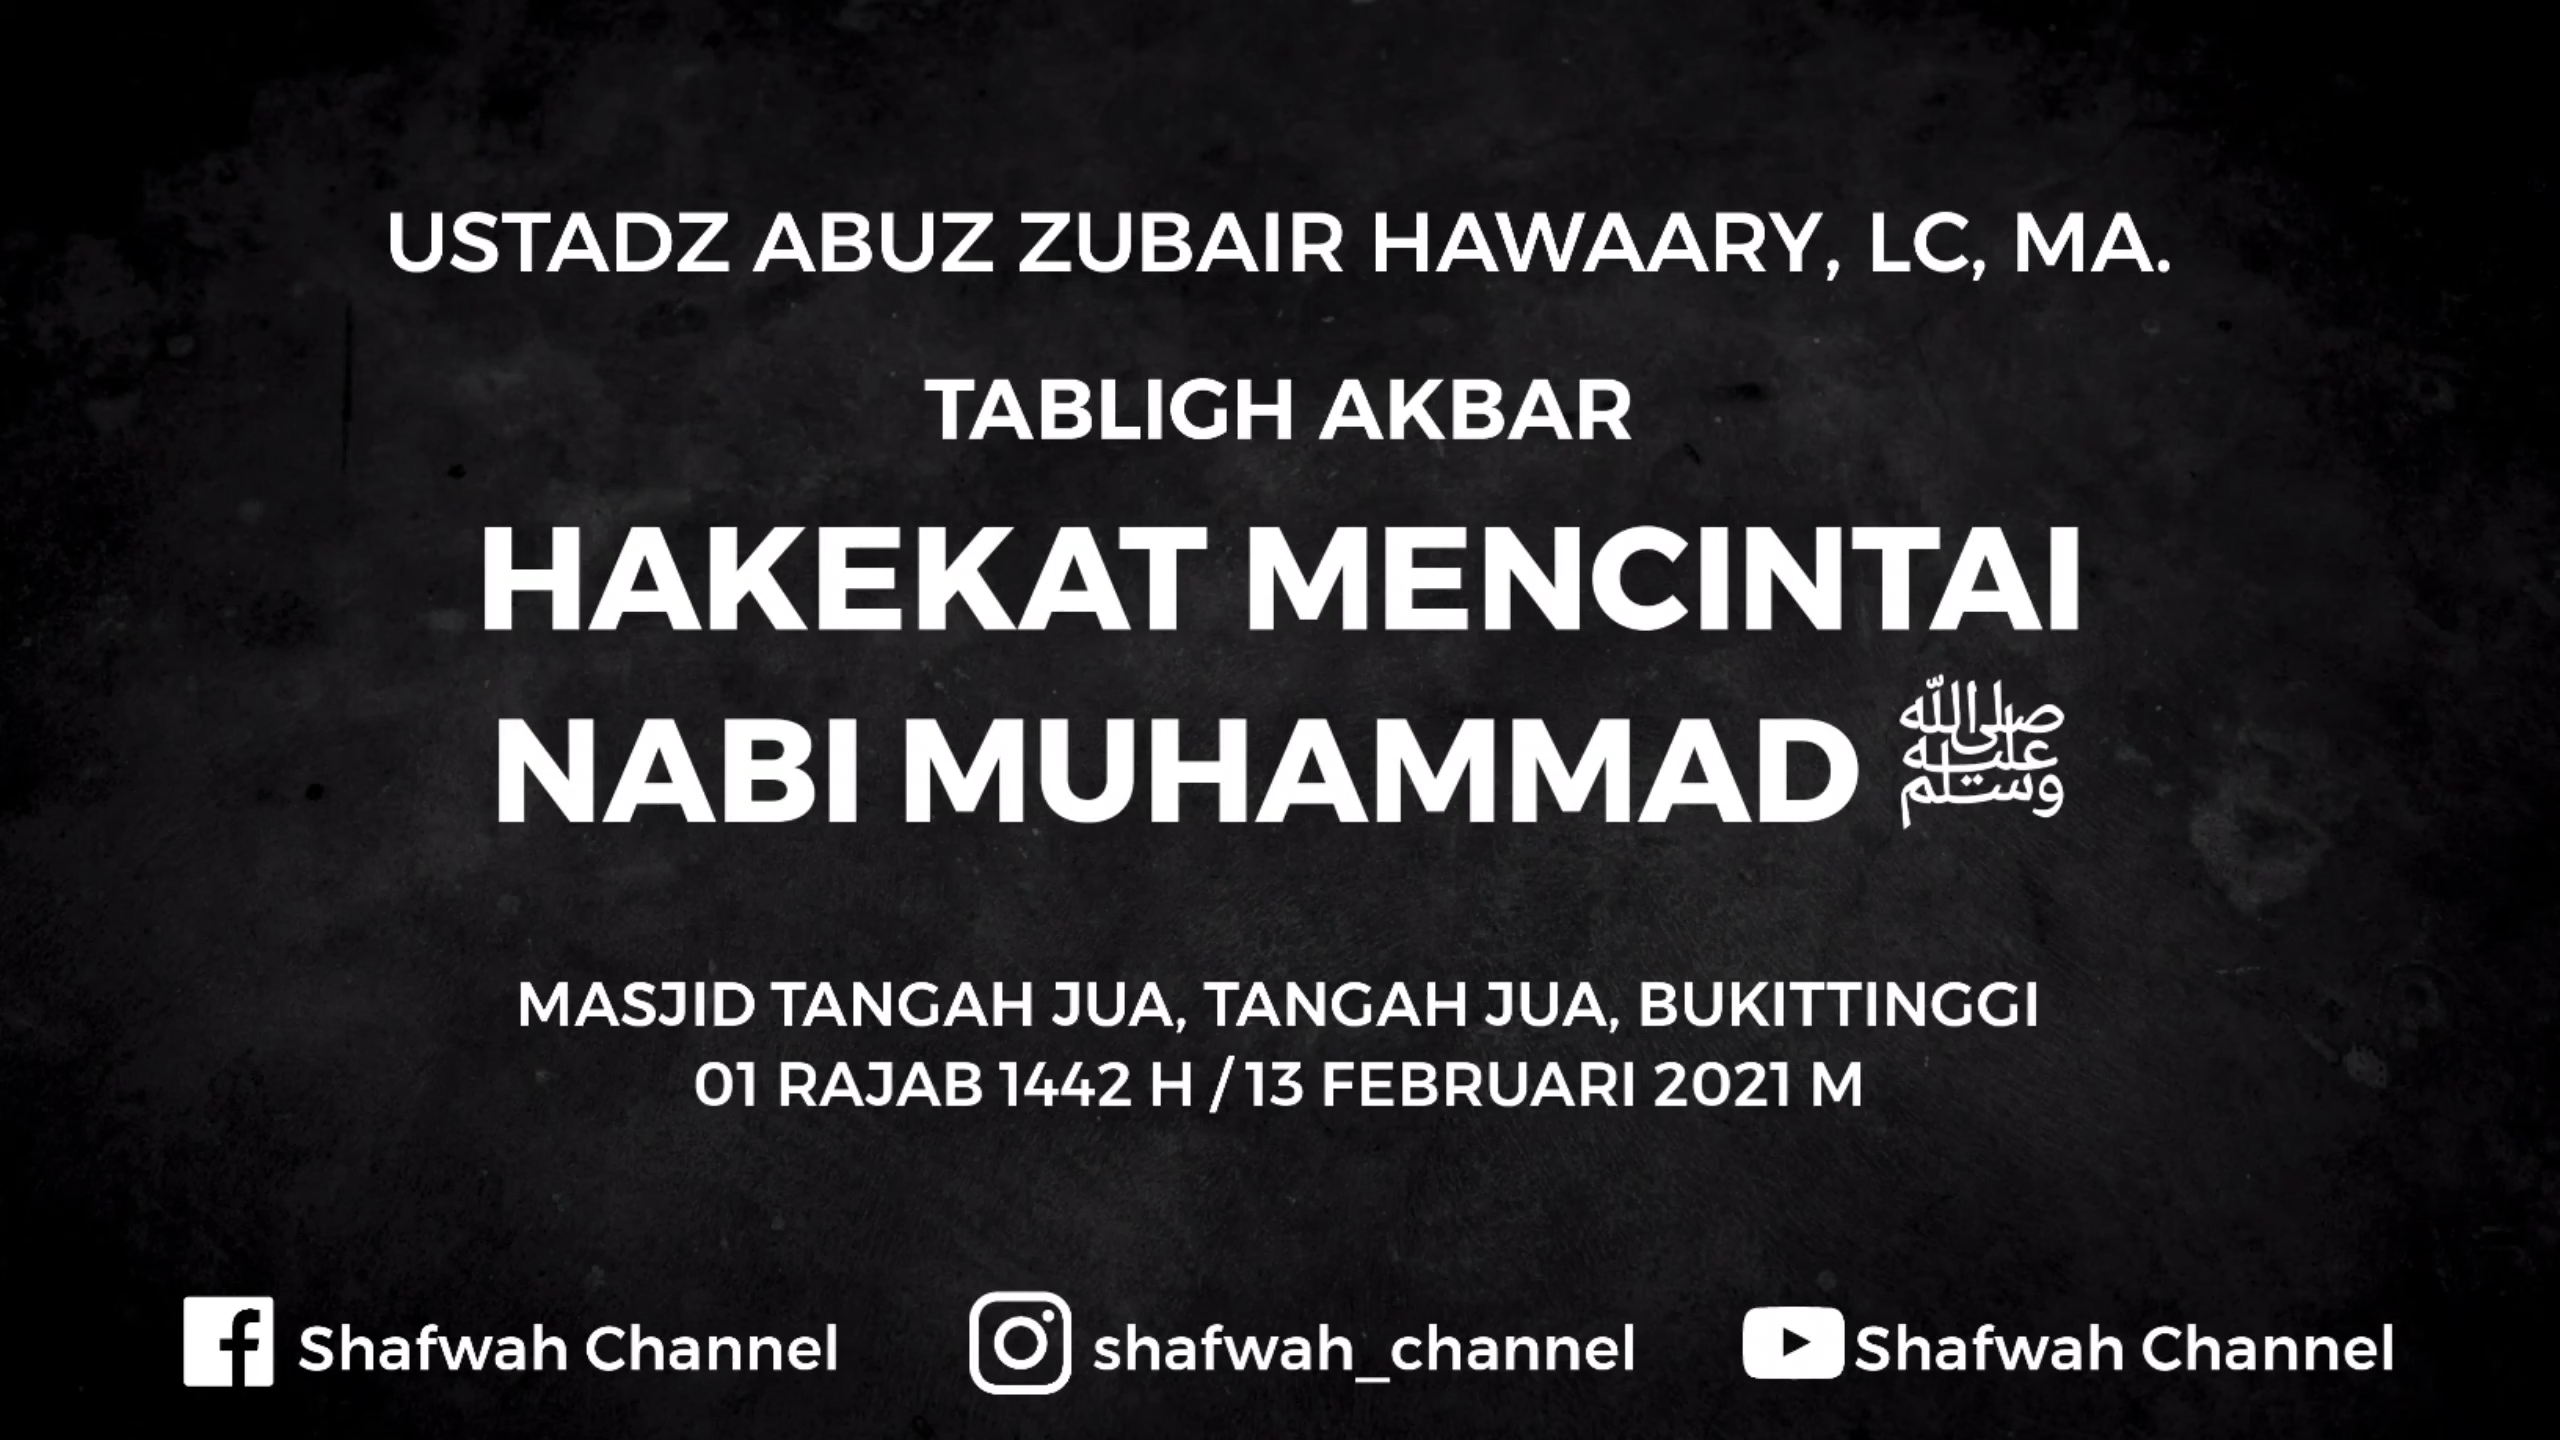 USTADZ ABUZ ZUBAIR HAWAARY, LC, MA.
TABLIGH AKBAR
HAKEKAT MENCINTAI
NABI MUHAMMAD ﷺ
MASJID TANGAH JUA, TANGAH JUA, BUKITTINGGI
01 RAJAB 1442 H / 13 FEBRUARI 2021 M
Shafwah Channel
shafwah_channel
Shafwah Channel